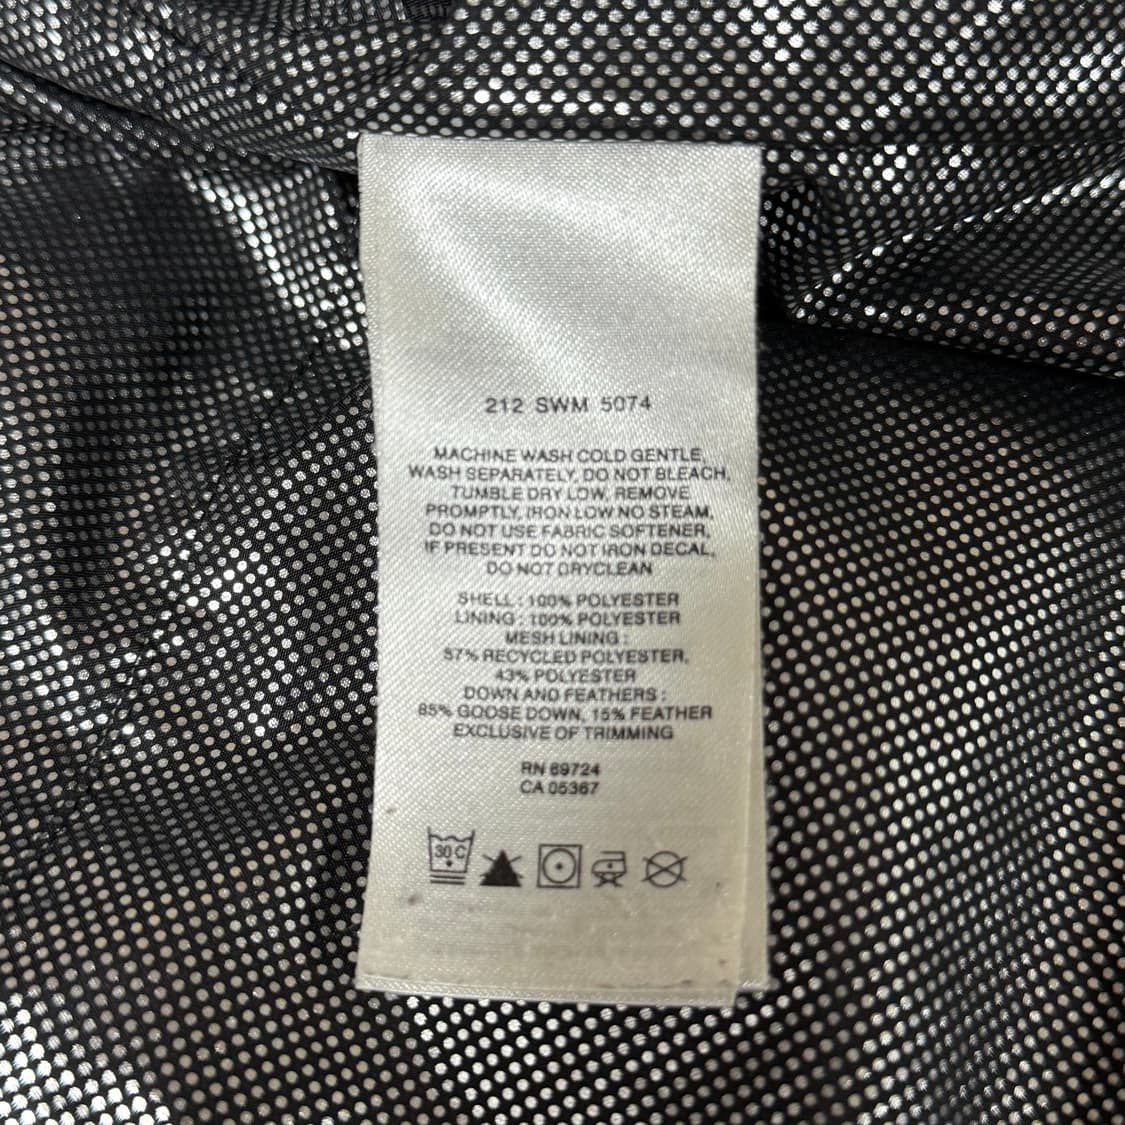 212 SWM 5074
MACHINE WASH COLD GENTLE,
WASH SEPARATELY, DO NOT BLEACH,
TUMBLE DRY LOW, REMOVE
PROMPTLY, IRON LOW NO STEAM,
DO NOT USE FABRIC SOFTENER,
IF PRESENT DO NOT IRON DECAL,
DO NOT DRYCLEAN
SHELL : 100% POLYESTER
LINING : 100% POLYESTER
MESH LINING :
57% RECYCLED POLYESTER,
43% POLYESTER
DOWN AND FEATHERS :
85% GOOSE DOWN, 15% FEATHER
EXCLUSIVE OF TRIMMING
RN 69724
CA 05367
30 C